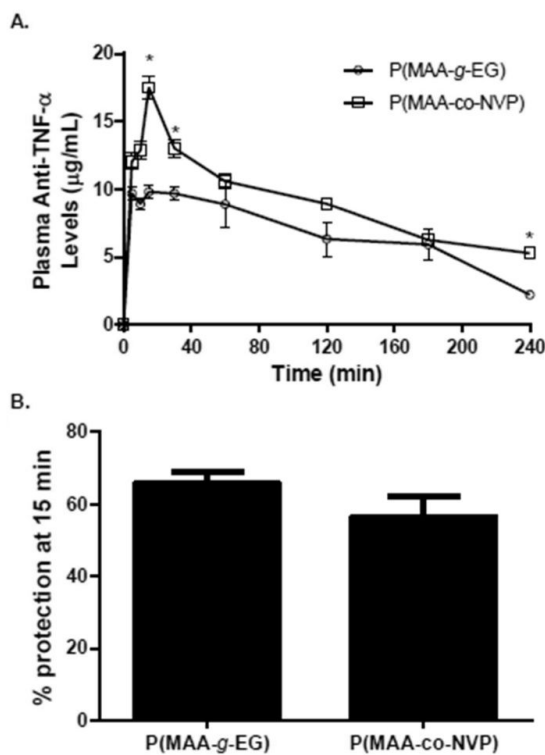 A.
Plasma Anti-TNF-α
Levels (µg/mL)
20
15
10
5
0
*
*
*
P(MAA-g-EG)
P(MAA-co-NVP)
0
40
80
120
160
200
240
Time (min)
B.
% protection at 15 min
80
60
40
20
0
P(MAA-g-EG)
P(MAA-co-NVP)